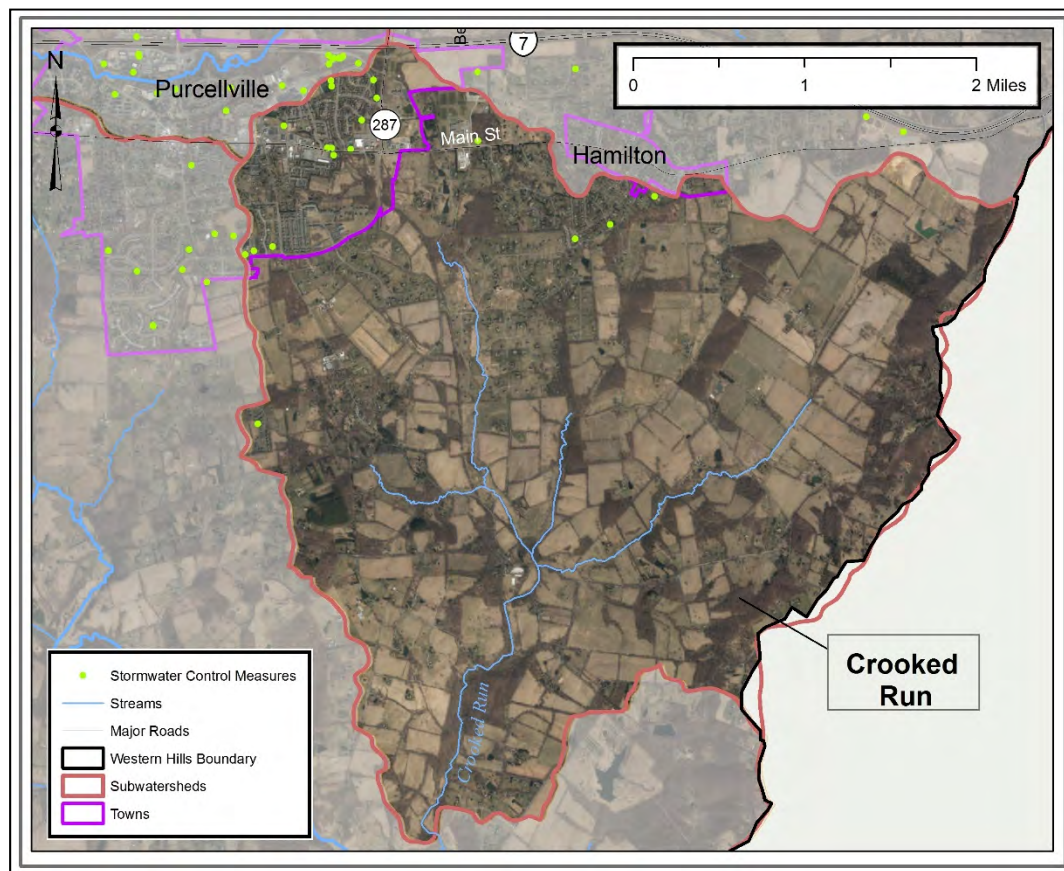 Be
7
N
Purcellville
0
1
2 Miles
287
Main St
Hamilton
Crooked
Run
Crooked Run
Stormwater Control Measures
Streams
Major Roads
Western Hills Boundary
Subwatersheds
Towns